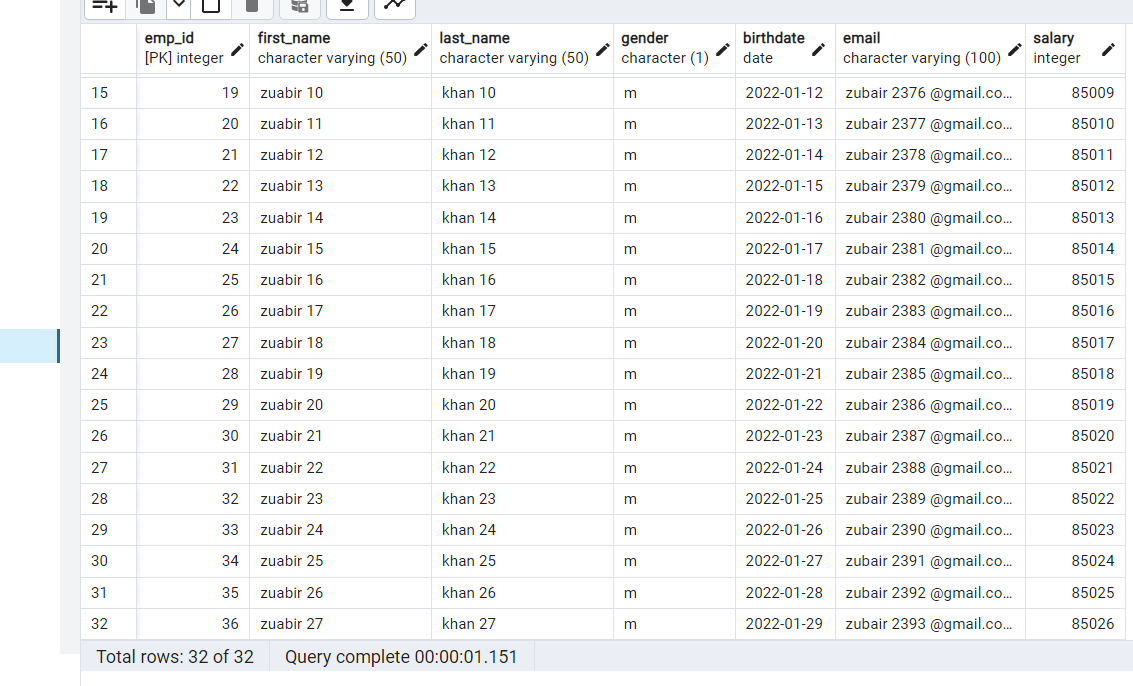 emp_id first_name last_name gender birthdate email salary
[PK] integer character varying (50) character varying (50) character (1) date character varying (100) integer
15 19 zuabir 10 khan 10 m 2022-01-12 zubair 2376 @gmail.co... 85009
16 20 zuabir 11 khan 11 m 2022-01-13 zubair 2377 @gmail.co... 85010
17 21 zuabir 12 khan 12 m 2022-01-14 zubair 2378 @gmail.co... 85011
18 22 zuabir 13 khan 13 m 2022-01-15 zubair 2379 @gmail.co... 85012
19 23 zuabir 14 khan 14 m 2022-01-16 zubair 2380 @gmail.co... 85013
20 24 zuabir 15 khan 15 m 2022-01-17 zubair 2381 @gmail.co... 85014
21 25 zuabir 16 khan 16 m 2022-01-18 zubair 2382 @gmail.co... 85015
22 26 zuabir 17 khan 17 m 2022-01-19 zubair 2383 @gmail.co... 85016
23 27 zuabir 18 khan 18 m 2022-01-20 zubair 2384 @gmail.co... 85017
24 28 zuabir 19 khan 19 m 2022-01-21 zubair 2385 @gmail.co... 85018
25 29 zuabir 20 khan 20 m 2022-01-22 zubair 2386 @gmail.co... 85019
26 30 zuabir 21 khan 21 m 2022-01-23 zubair 2387 @gmail.co... 85020
27 31 zuabir 22 khan 22 m 2022-01-24 zubair 2388 @gmail.co... 85021
28 32 zuabir 23 khan 23 m 2022-01-25 zubair 2389 @gmail.co... 85022
29 33 zuabir 24 khan 24 m 2022-01-26 zubair 2390 @gmail.co... 85023
30 34 zuabir 25 khan 25 m 2022-01-27 zubair 2391 @gmail.co... 85024
31 35 zuabir 26 khan 26 m 2022-01-28 zubair 2392 @gmail.co... 85025
32 36 zuabir 27 khan 27 m 2022-01-29 zubair 2393 @gmail.co... 85026
Total rows: 32 of 32 Query complete 00:00:01.151